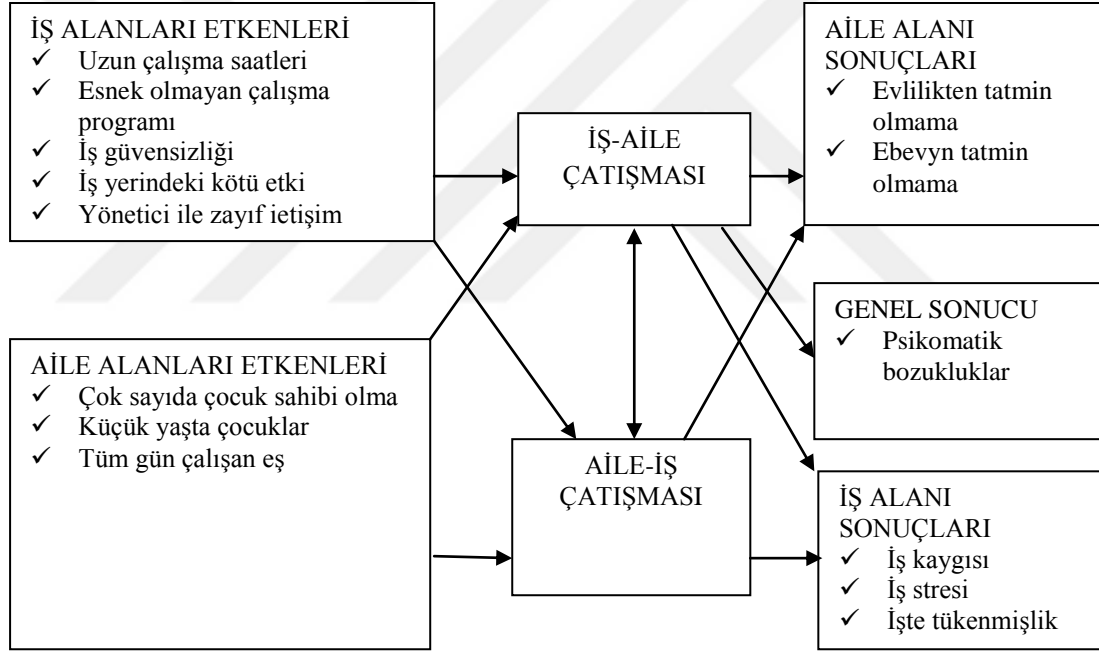 İŞ ALANLARI ETKENLERİ
✓ Uzun çalışma saatleri
✓ Esnek olmayan çalışma
programı
✓ İş güvensizliği
✓ İş yerindeki kötü etki
✓ Yönetici ile zayıf ietişim
AİLE ALANLARI ETKENLERİ
✓ Çok sayıda çocuk sahibi olma
✓ Küçük yaşta çocuklar
✓ Tüm gün çalışan eş
İŞ-AİLE
ÇATIŞMASI
AİLE-İŞ
ÇATIŞMASI
AİLE ALANI
SONUÇLARI
✓ Evlilikten tatmin
olmama
✓ Ebevyn tatmin
olmama
GENEL SONUCU
✓ Psikomatik
bozukluklar
İŞ ALANI
SONUÇLARI
✓ İş kaygısı
✓ İş stresi
✓ İşte tükenmişlik